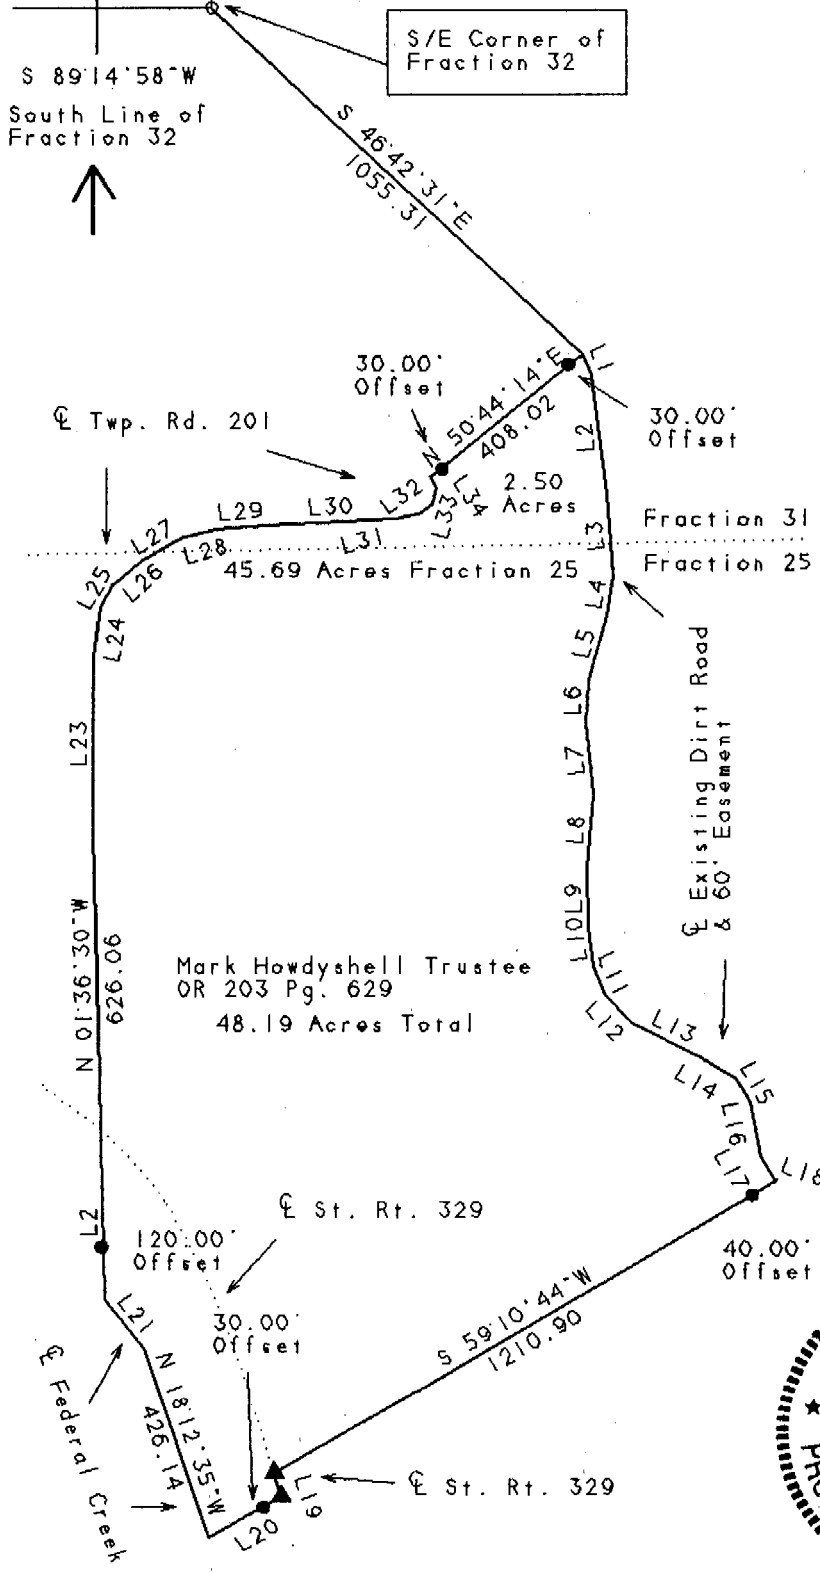 S/E Corner of
Fraction 32
S 89°14'58"W
South Line of
Fraction 32
S 46°42'31"E
1055.31
L1
30.00'
Offset
N 50°44'14"E
408.02
30.00'
Offset
℄ Twp. Rd. 201
L2
2.50
Acres
L34
L33
L32
L31
L30
L29
L28
L27
L26
L25
L24
L3
Fraction 31
45.69 Acres Fraction 25
Fraction 25
L4
L5
L6
L7
L8
L9
L10
℄ Existing Dirt Road
& 60' Easement
L23
N 01°36'30"W
626.06
Mark Howdyshell Trustee
OR 203 Pg. 629
48.19 Acres Total
L11
L12
L13
L14
L15
L16
L17
L18
L2
120.00'
Offset
℄ St. Rt. 329
40.00'
Offset
L21
30.00'
Offset
S 59°10'44"W
1210.90
℄ Federal Creek
N 18°12'35"W
426.14
L19
℄ St. Rt. 329
L20